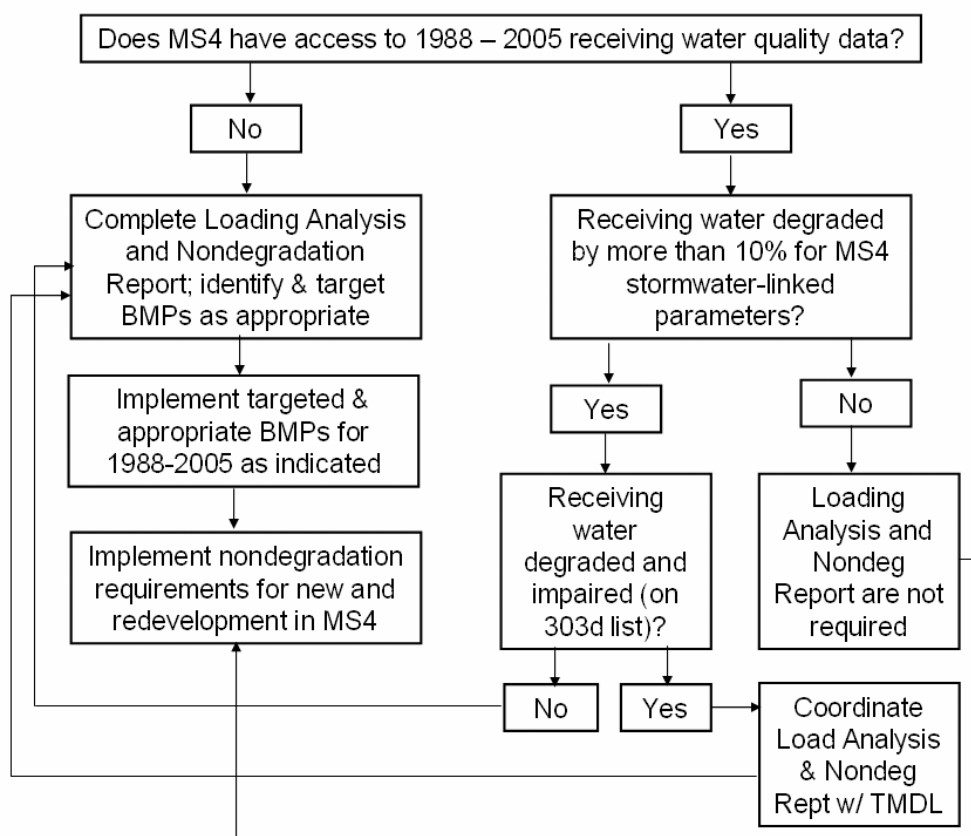 Does MS4 have access to 1988 – 2005 receiving water quality data?
No
Yes
Complete Loading Analysis
and Nondegradation
Report; identify & target
BMPs as appropriate
Receiving water degraded
by more than 10% for MS4
stormwater-linked
parameters?
Implement targeted &
appropriate BMPs for
1988-2005 as indicated
Yes
No
Implement nondegradation
requirements for new and
redevelopment in MS4
Receiving
water
degraded and
impaired (on
303d list)?
Loading
Analysis and
Nondeg
Report are not
required
No
Yes
Coordinate
Load Analysis
& Nondeg
Rept w/ TMDL